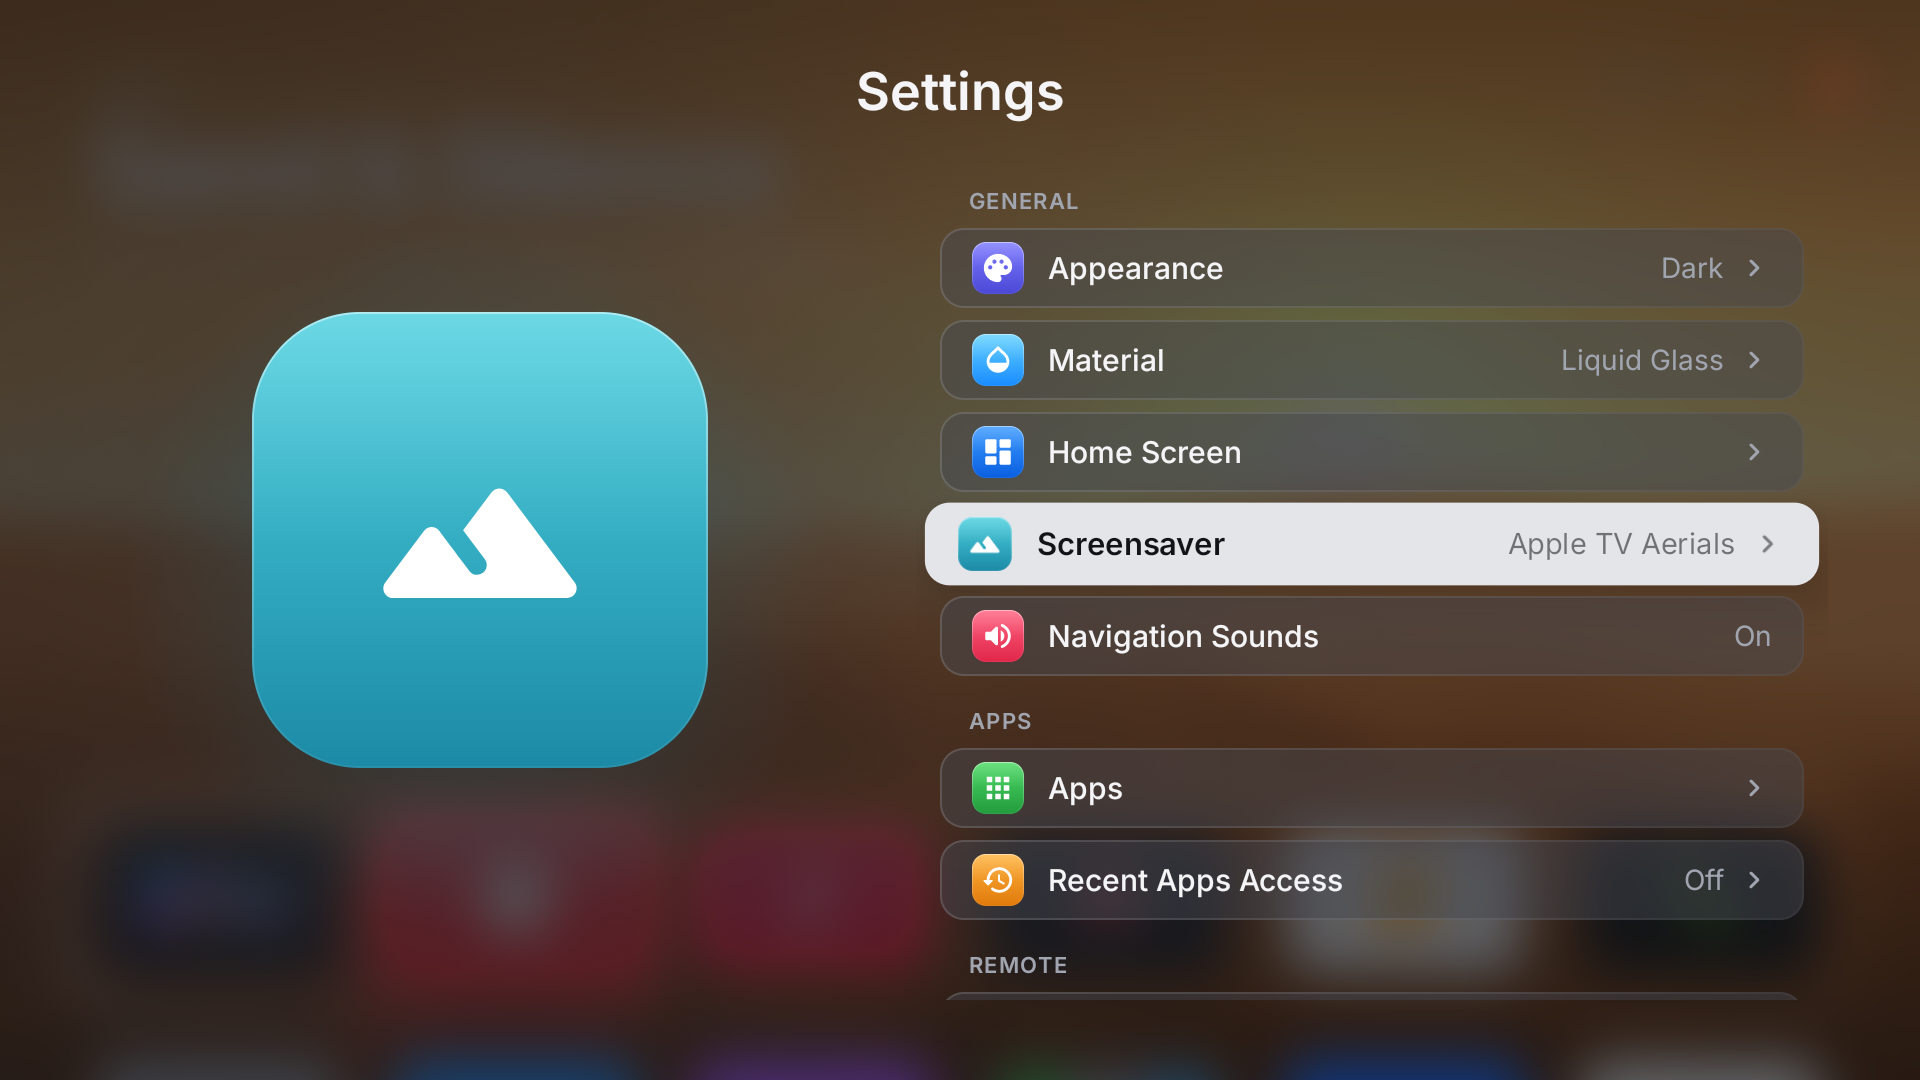 Settings
GENERAL
Appearance Dark
Material Liquid Glass
Home Screen
Screensaver Apple TV Aerials
Navigation Sounds On
APPS
Apps
Recent Apps Access Off
REMOTE